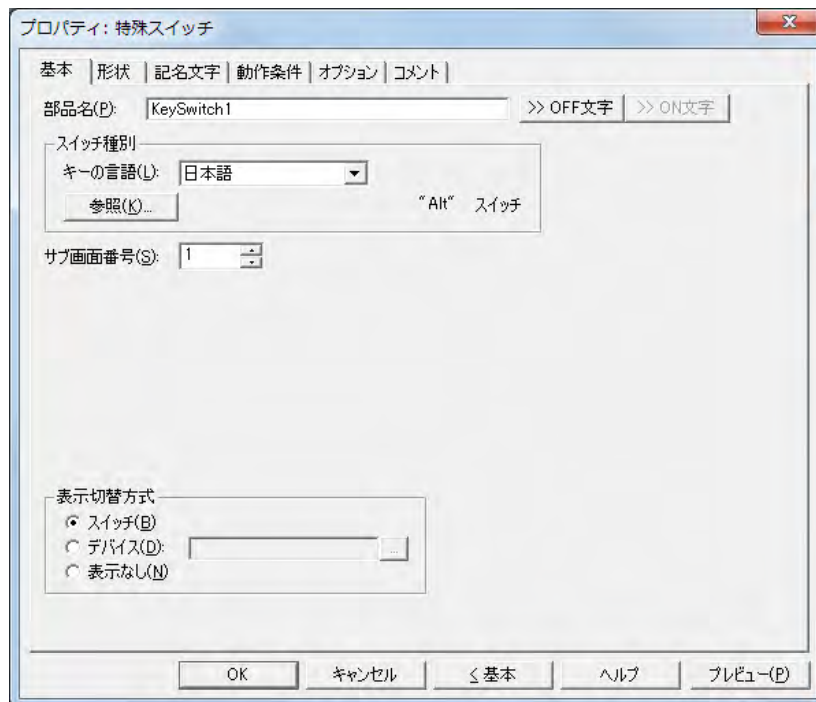 プロパティ: 特殊スイッチ
基本 形状 記名文字 動作条件 オプション コメント
部品名(P): KeySwitch1 >> OFF文字 >> ON文字
スイッチ種別
キーの言語(L): 日本語
参照(K)... "Alt" スイッチ
サブ画面番号(S): 1
表示切替方式
スイッチ(B)
デバイス(D): ...
表示なし(N)
OK キャンセル < 基本 ヘルプ プレビュー(P)